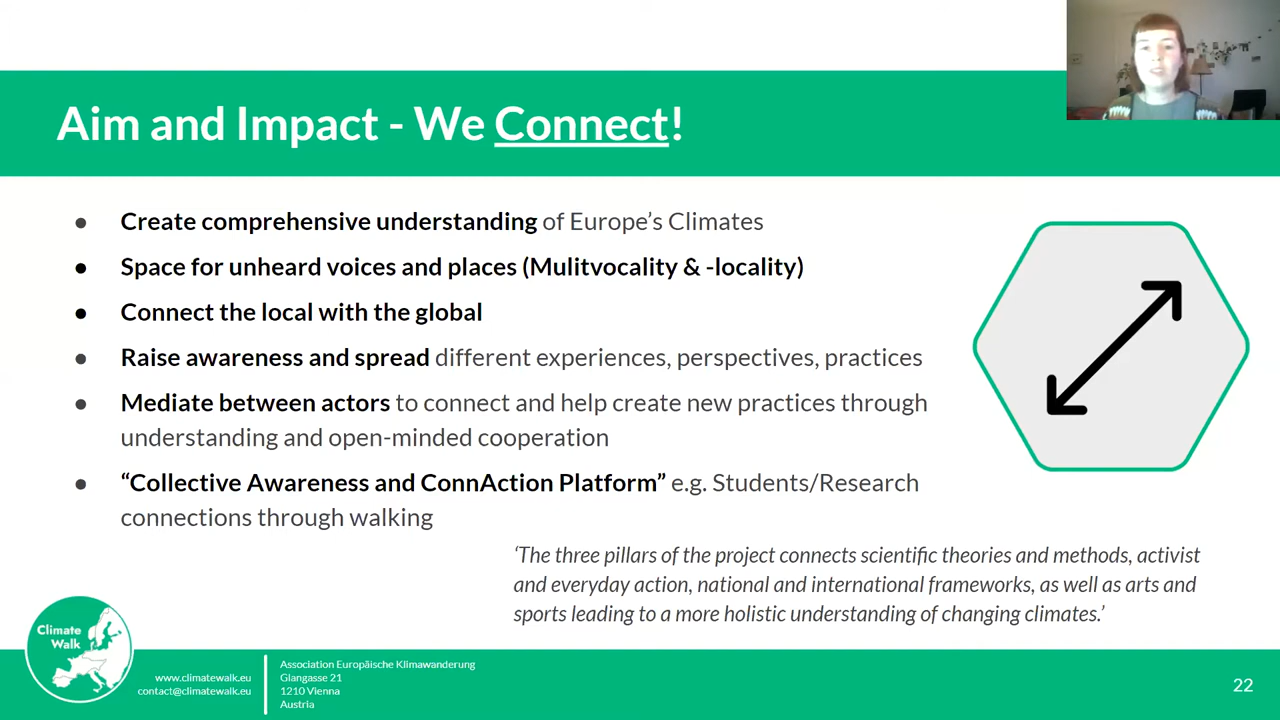 Aim and Impact - We Connect!
● Create comprehensive understanding of Europe's Climates
● Space for unheard voices and places (Mulitvocality & -locality)
● Connect the local with the global
● Raise awareness and spread different experiences, perspectives, practices
● Mediate between actors to connect and help create new practices through
understanding and open-minded cooperation
● “Collective Awareness and ConnAction Platform” e.g. Students/Research
connections through walking
‘The three pillars of the project connects scientific theories and methods, activist
and everyday action, national and international frameworks, as well as arts and
sports leading to a more holistic understanding of changing climates.’
Climate
Walk
www.climatewalk.eu
contact@climatewalk.eu
Association Europäische Klimawanderung
Glangasse 21
1210 Vienna
Austria
22